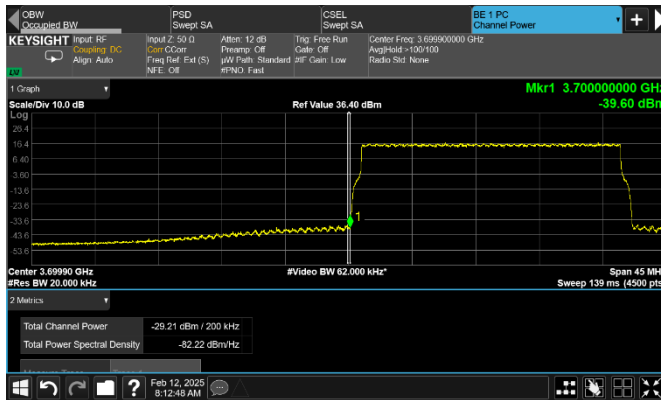 OBW
Occupied BW
PSD
Swept SA
CSEL
Swept SA
BE 1 PC
Channel Power
KEYSIGHT
Input: RF
Coupling: DC
Align: Auto
Input Z: 50 Ω
Corr CCorr
Freq Ref: Ext (S)
NFE: Off
Atten: 12 dB
Preamp: Off
µW Path: Standard
#PNO: Fast
Trig: Free Run
Gate: Off
#IF Gain: Low
Center Freq: 3.699900000 GHz
Avg|Hold:>100/100
Radio Std: None
LXI
1 Graph
Mkr1 3.700000000 GHz
Scale/Div 10.0 dB
Ref Value 36.40 dBm
-39.60 dBm
Log
26.4
16.4
6.40
-3.60
-13.6
-23.6
-33.6
-43.6
-53.6
1
Center 3.69990 GHz
#Video BW 62.000 kHz*
Span 45 MH
#Res BW 20.000 kHz
Sweep 139 ms (4500 pts
2 Metrics
Total Channel Power
-29.21 dBm / 200 kHz
Total Power Spectral Density
-82.22 dBm/Hz
Feb 12, 2025
8:12:48 AM